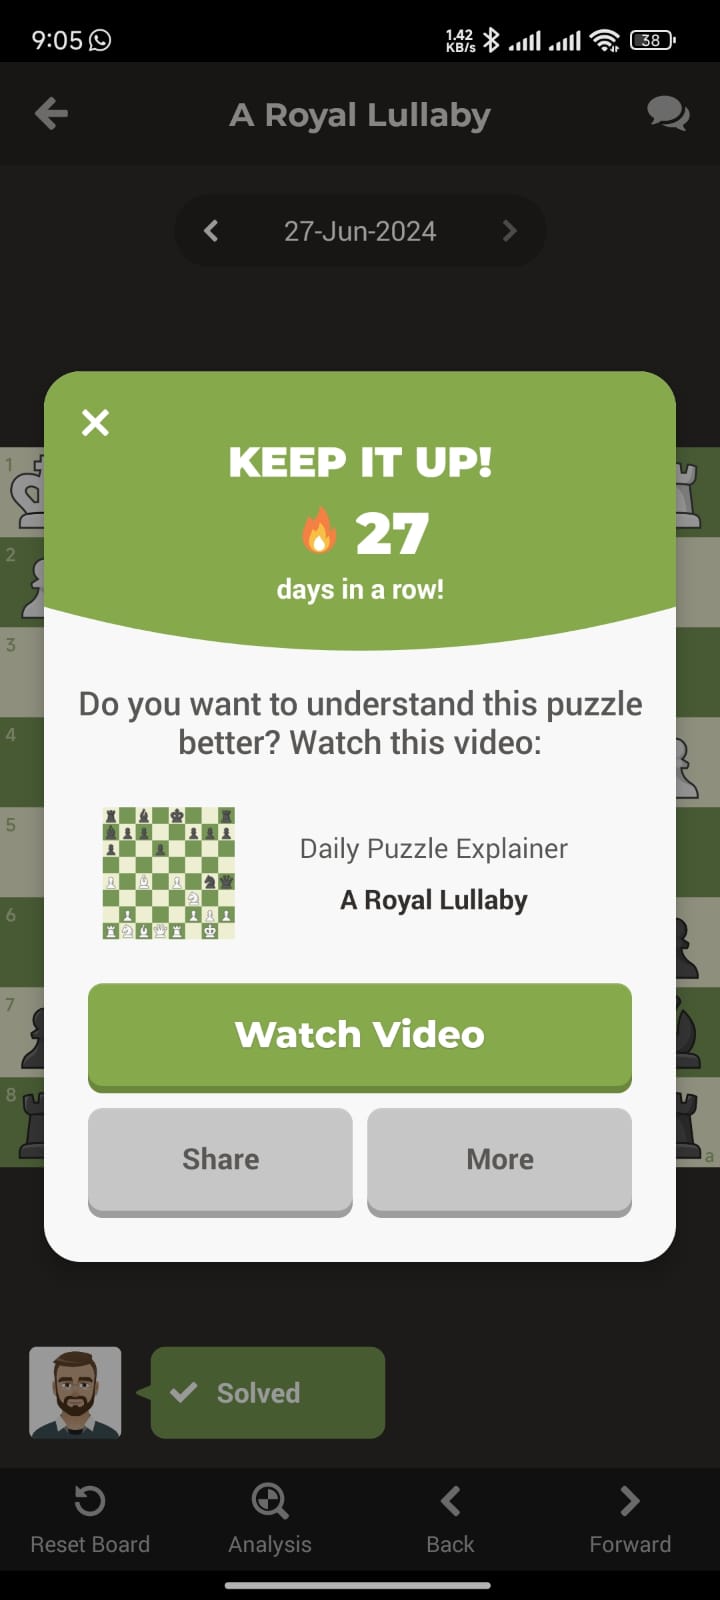 9:05
1.42
KB/s
38
A Royal Lullaby
27-Jun-2024
KEEP IT UP!
27
days in a row!
Do you want to understand this puzzle
better? Watch this video:
Daily Puzzle Explainer
A Royal Lullaby
Watch Video
Share
More
1
2
3
4
5
6
7
8
a
Solved
Reset Board
Analysis
Back
Forward